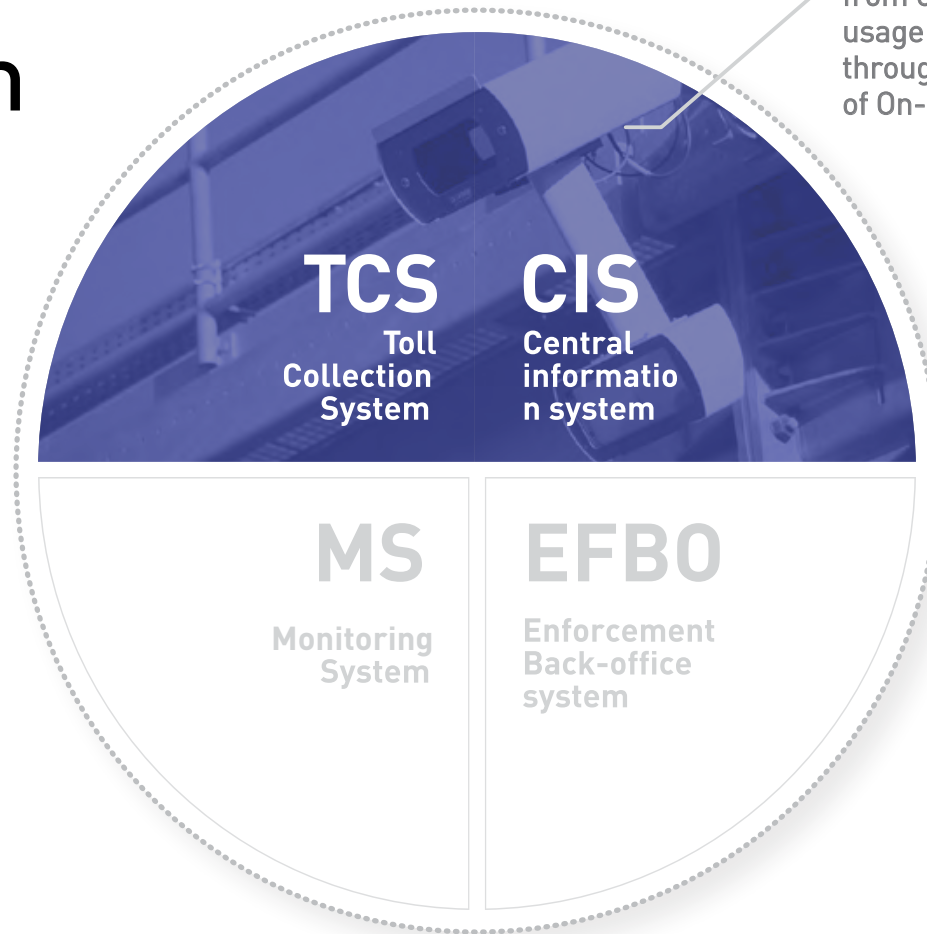 n
usage
of On-
TCS
Toll
Collection
System
CIS
Central
informatio
n system
MS
Monitoring
System
EFBO
Enforcement
Back-office
system